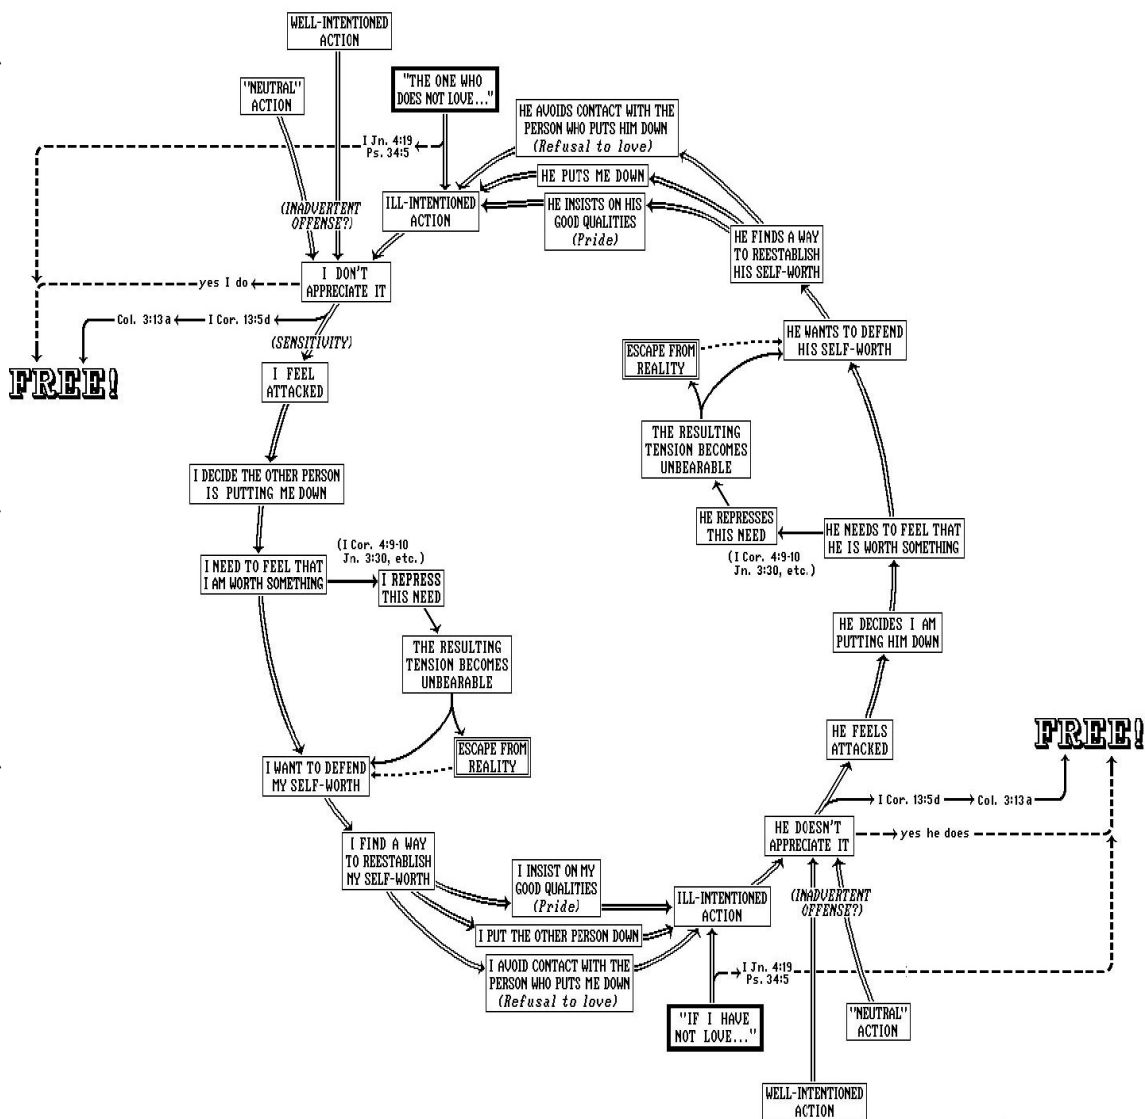 WELL-INTENTIONED
ACTION
"NEUTRAL"
ACTION
"THE ONE WHO
DOES NOT LOVE..."
HE AVOIDS CONTACT WITH THE
PERSON WHO PUTS HIM DOWN
(Refusal to love)
I Jn. 4:19
Ps. 34:5
HE PUTS ME DOWN
(INADVERTENT
OFFENSE?)
ILL-INTENTIONED
ACTION
HE INSISTS ON HIS
GOOD QUALITIES
(Pride)
HE FINDS A WAY
TO REESTABLISH
HIS SELF-WORTH
yes I do
I DON'T
APPRECIATE IT
Col. 3:13a
I Cor. 13:5d
(SENSITIVITY)
HE WANTS TO DEFEND
HIS SELF-WORTH
ESCAPE FROM
REALITY
FREE!
I FEEL
ATTACKED
THE RESULTING
TENSION BECOMES
UNBEARABLE
I DECIDE THE OTHER PERSON
IS PUTTING ME DOWN
HE REPRESSES
THIS NEED
HE NEEDS TO FEEL THAT
HE IS WORTH SOMETHING
(I Cor. 4:9-10
Jn. 3:30, etc.)
(I Cor. 4:9-10
Jn. 3:30, etc.)
I NEED TO FEEL THAT
I AM WORTH SOMETHING
I REPRESS
THIS NEED
HE DECIDES I AM
PUTTING HIM DOWN
THE RESULTING
TENSION BECOMES
UNBEARABLE
HE FEELS
ATTACKED
FREE!
ESCAPE FROM
REALITY
I WANT TO DEFEND
MY SELF-WORTH
I Cor. 13:5d
Col. 3:13a
HE DOESN'T
APPRECIATE IT
yes he does
I FIND A WAY
TO REESTABLISH
MY SELF-WORTH
I INSIST ON MY
GOOD QUALITIES
(Pride)
ILL-INTENTIONED
ACTION
(INADVERTENT
OFFENSE?)
I PUT THE OTHER PERSON DOWN
I AVOID CONTACT WITH THE
PERSON WHO PUTS ME DOWN
(Refusal to love)
I Jn. 4:19
Ps. 34:5
"IF I HAVE
NOT LOVE..."
"NEUTRAL"
ACTION
WELL-INTENTIONED
ACTION